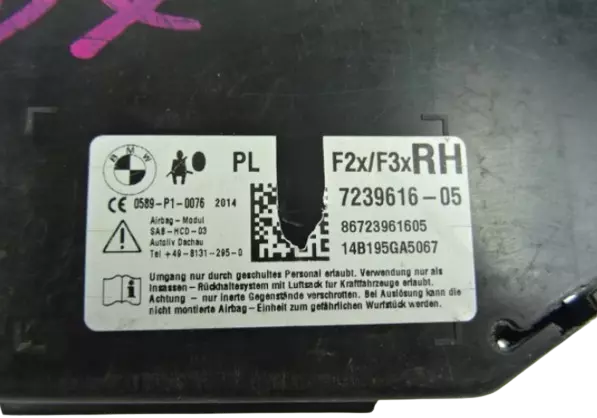 BMW
PL F2x/F3x RH
CE 0589-P1-0076 2014
7239616-05
Airbag-Modul
SAB-HCD-03
Autoliv Dachau
Tel +49-8131-295-0
86723961605
14B195GA5067
Umgang nur durch geschultes Personal erlaubt. Verwendung nur als
Insassen-Rückhaltesystem mit Luftsack für Kraftfahrzeuge erlaubt.
Achtung - nur inerte Gegenstände verschrotten. Bei Auslösung kann die
nicht montierte Airbag-Einheit zum gefährlichen Wurfstück werden.